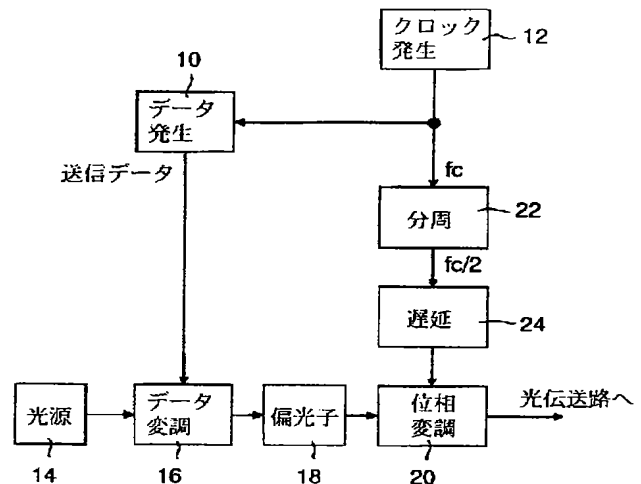 クロック
発生
12
10
データ
発生
送信データ
fc
分周
22
fc/2
遅延
24
光源
データ
変調
偏光子
位相
変調
光伝送路へ
14
16
18
20